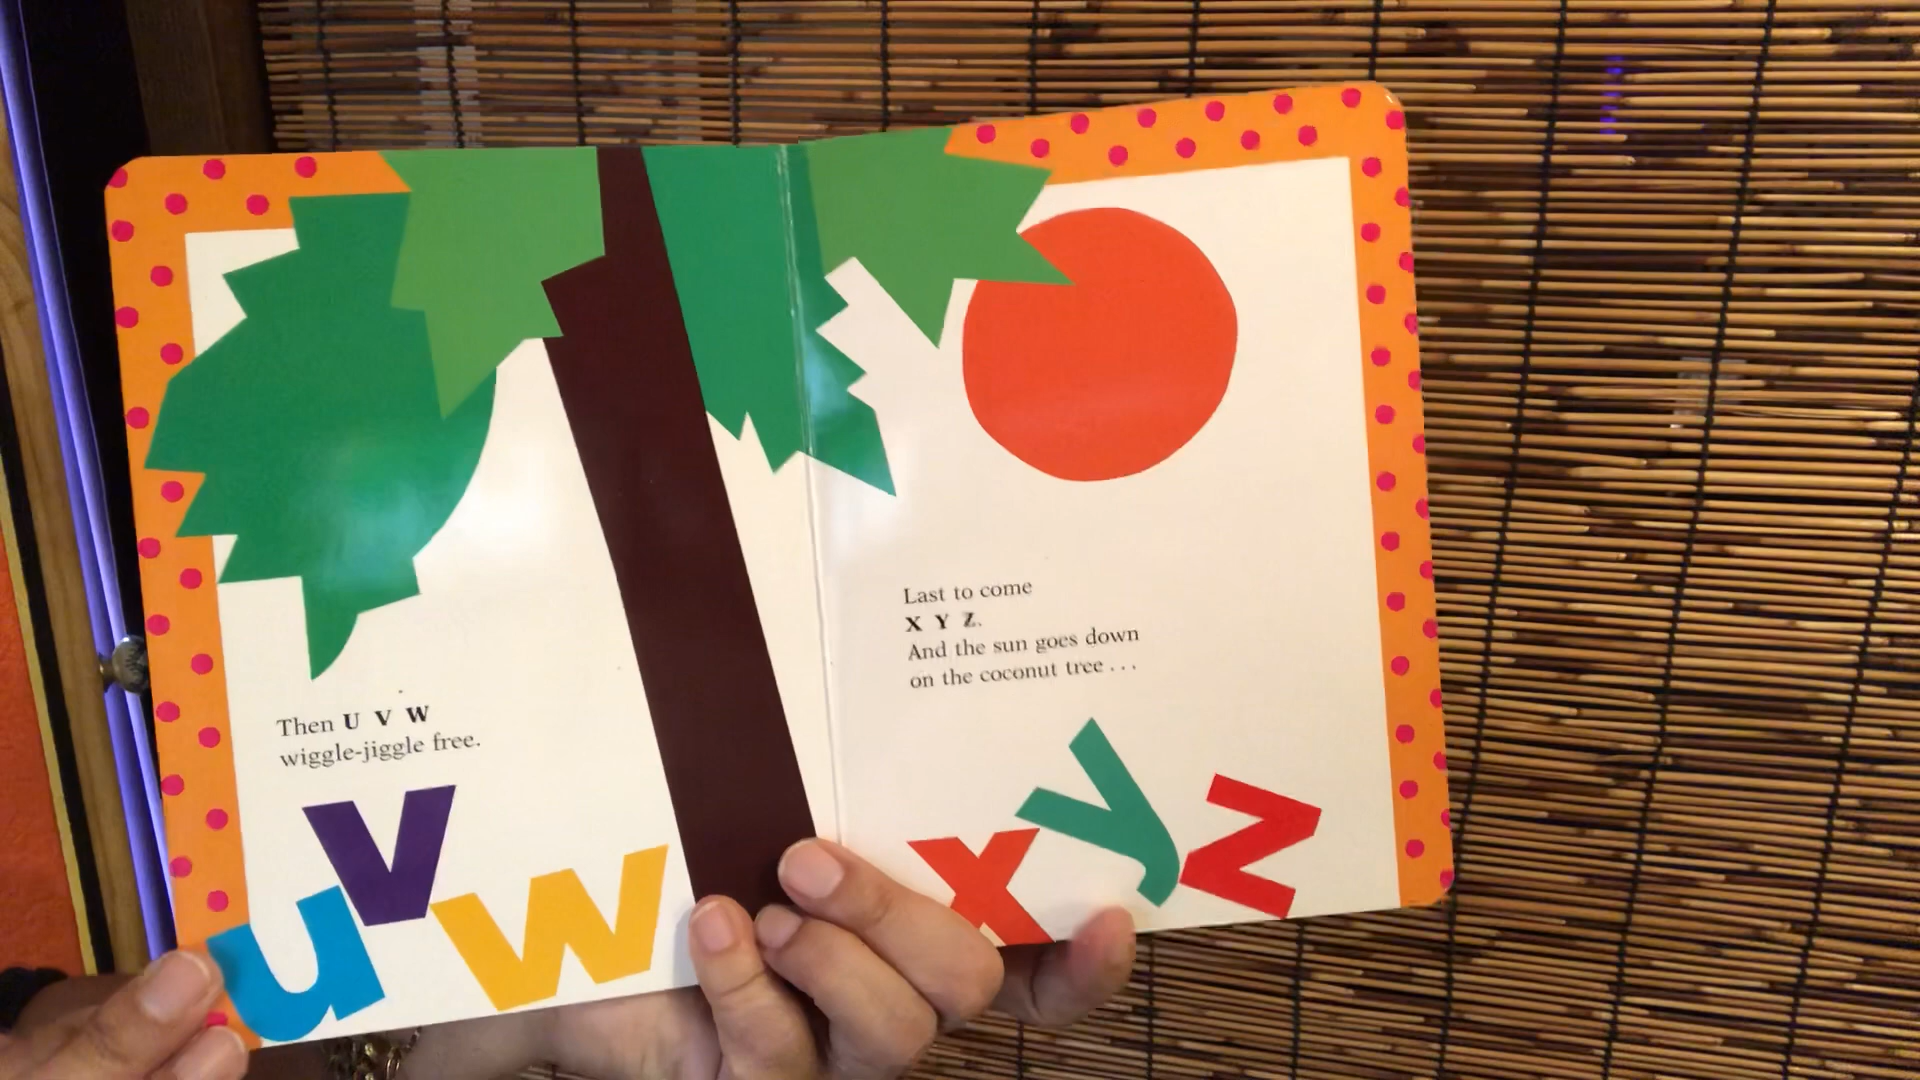 Then U V W
wiggle-jiggle free.
u v w
Last to come
X Y Z.
And the sun goes down
on the coconut tree . . .
x y z